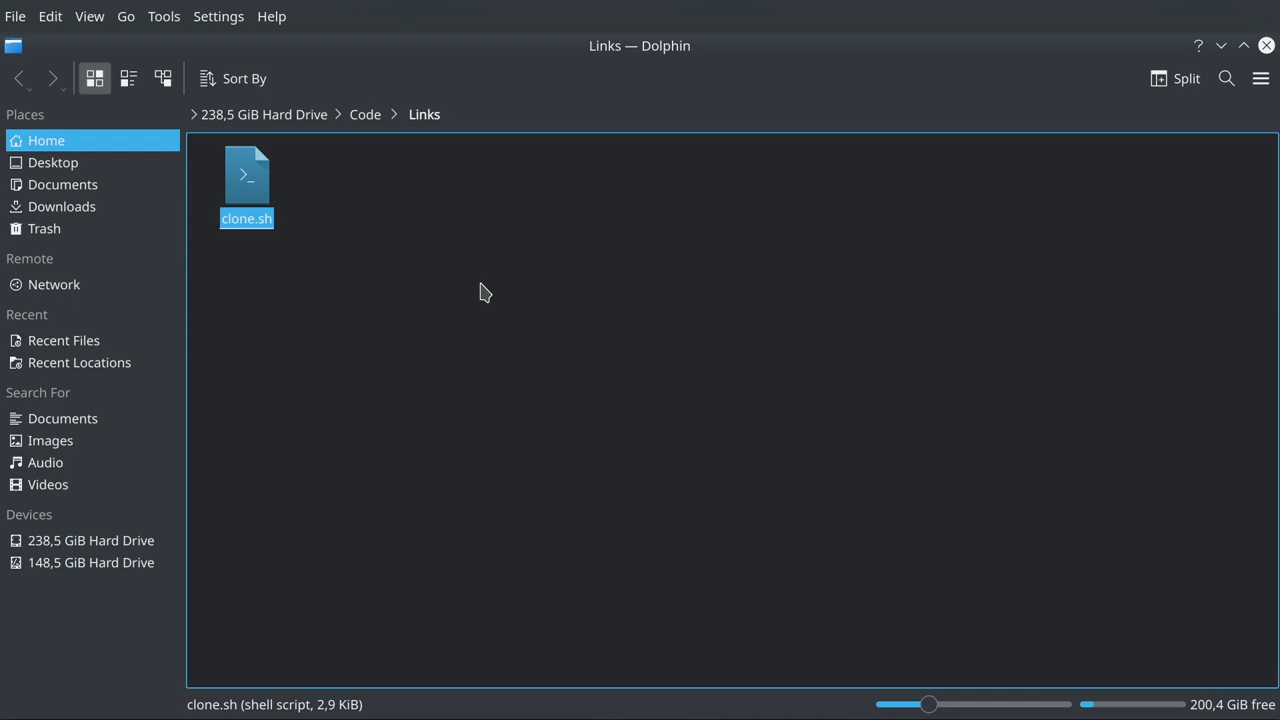 File Edit View Go Tools Settings Help
Links — Dolphin
?
Sort By
Split
Places
238,5 GiB Hard Drive Code Links
Home
Desktop
Documents
Downloads
Trash
Remote
Network
Recent
Recent Files
Recent Locations
Search For
Documents
Images
Audio
Videos
Devices
238,5 GiB Hard Drive
148,5 GiB Hard Drive
>_
clone.sh
clone.sh (shell script, 2,9 KiB)
200,4 GiB free